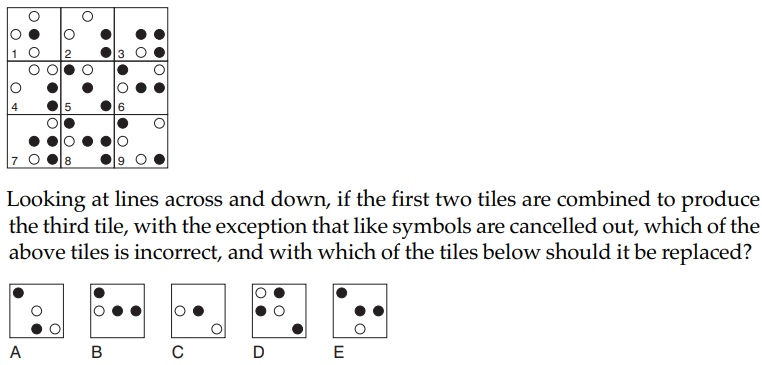 1 2 3
4 5 6
7 8 9
Looking at lines across and down, if the first two tiles are combined to produce
the third tile, with the exception that like symbols are cancelled out, which of the
above tiles is incorrect, and with which of the tiles below should it be replaced?
A B C D E